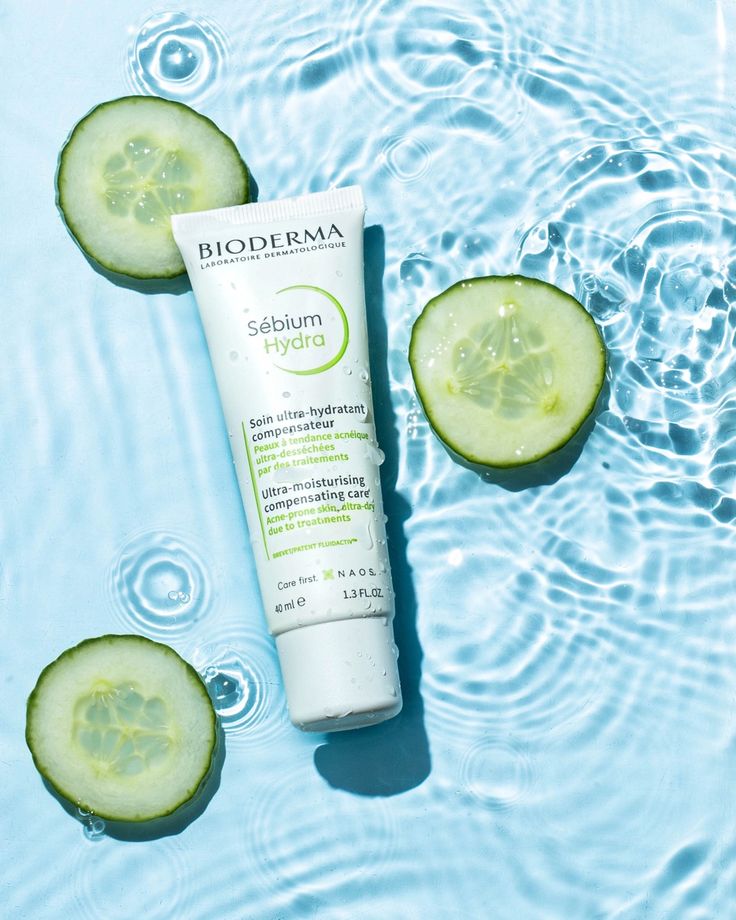 BIODERMA
LABORATOIRE DERMATOLOGIQUE
Sébium
Hydra
Soin ultra-hydratant
compensateur
Peaux à tendance acnéique
ultra-desséchées
par des traitements
Ultra-moisturising
compensating care
Acne-prone skin, ultra-dry
due to treatments
BREVET/PATENT FLUIDACTIV™
Care first. NAOS
40 ml e 1.3 FL.OZ.